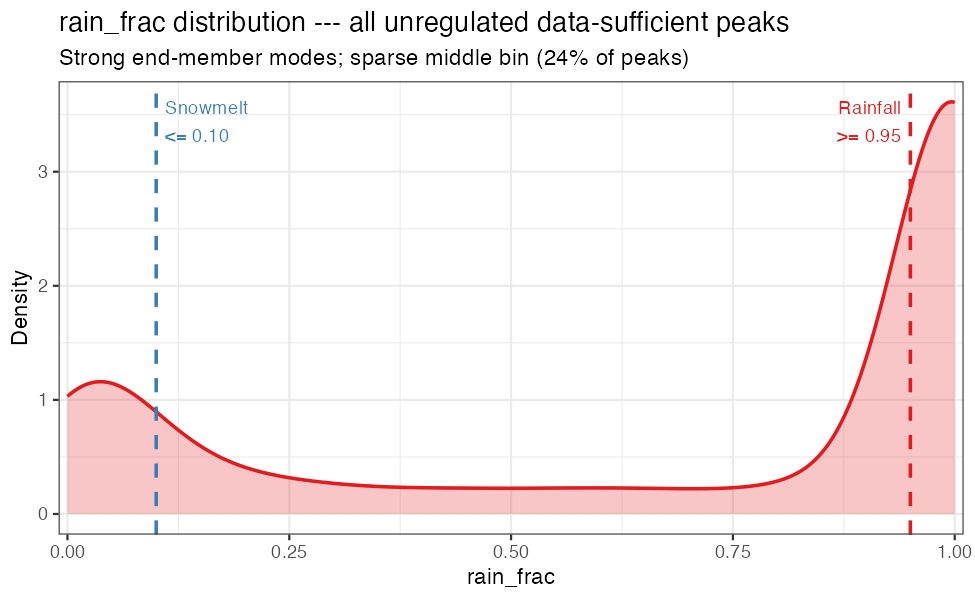 rain_frac distribution --- all unregulated data-sufficient peaks
Strong end-member modes; sparse middle bin (24% of peaks)
Snowmelt
<= 0.10
Rainfall
>= 0.95
Density
3
2
1
0
0.00
0.25
0.50
0.75
1.00
rain_frac